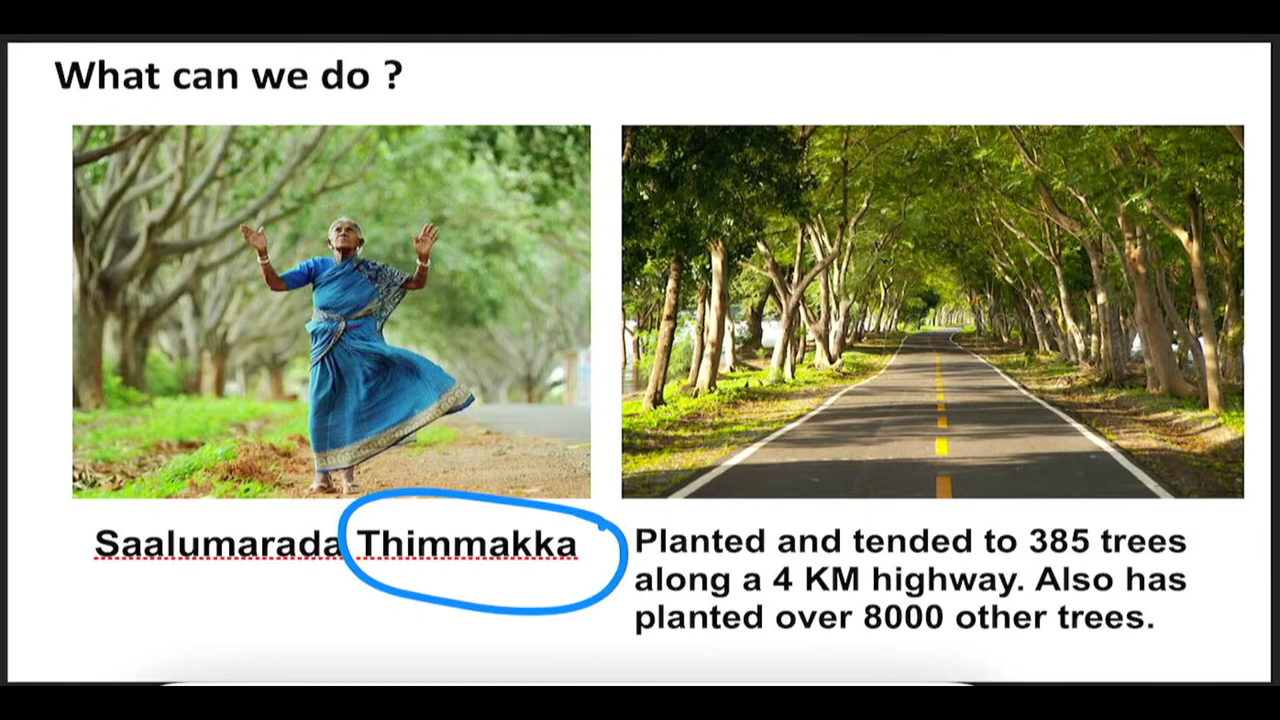 What can we do ?
Saalumarada Thimmakka
Planted and tended to 385 trees
along a 4 KM highway. Also has
planted over 8000 other trees.